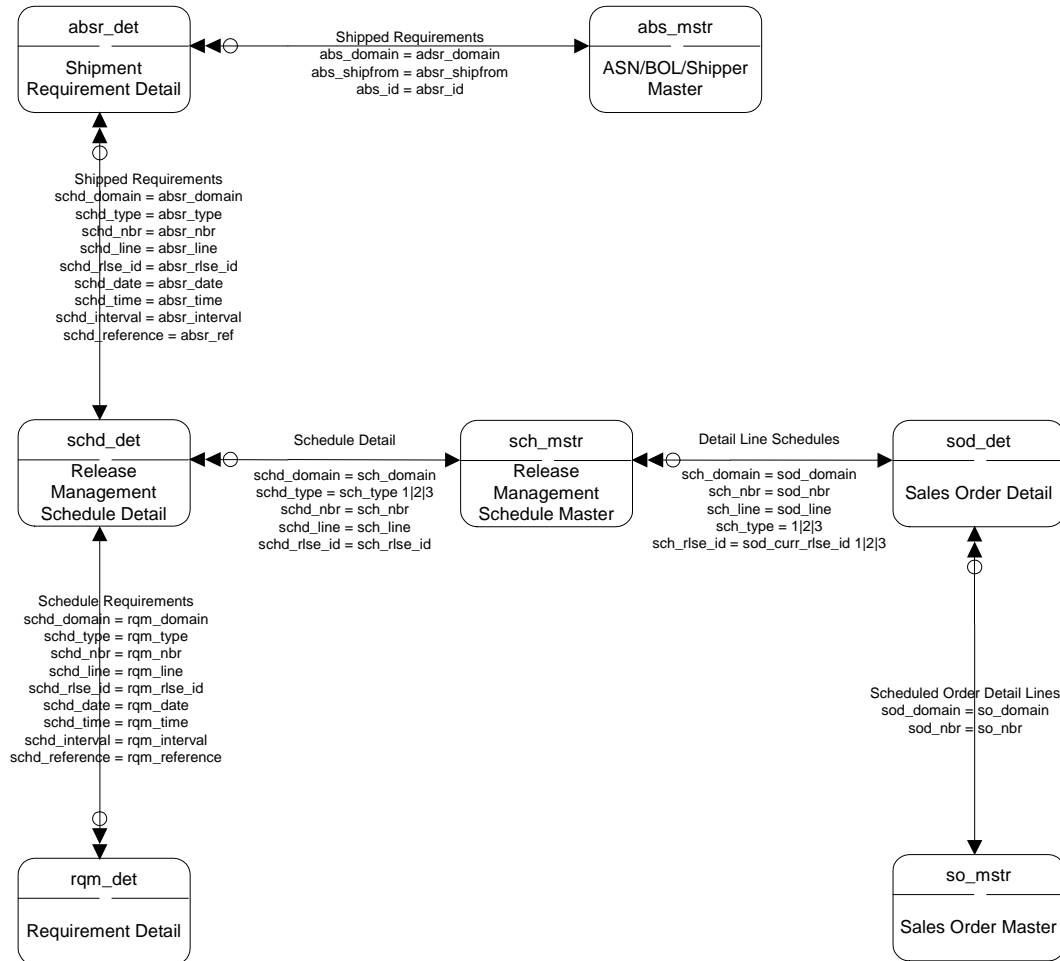 absr_det
Shipment
Requirement Detail
Shipped Requirements
abs_domain = adsr_domain
abs_shipfrom = absr_shipfrom
abs_id = absr_id
abs_mstr
ASN/BOL/Shipper
Master
Shipped Requirements
schd_domain = absr_domain
schd_type = absr_type
schd_nbr = absr_nbr
schd_line = absr_line
schd_rlse_id = absr_rlse_id
schd_date = absr_date
schd_time = absr_time
schd_interval = absr_interval
schd_reference = absr_ref
schd_det
Release
Management
Schedule Detail
Schedule Detail
schd_domain = sch_domain
schd_type = sch_type 1|2|3
schd_nbr = sch_nbr
schd_line = sch_line
schd_rlse_id = sch_rlse_id
sch_mstr
Release
Management
Schedule Master
Detail Line Schedules
sch_domain = sod_domain
sch_nbr = sod_nbr
sch_line = sod_line
sch_type = 1|2|3
sch_rlse_id = sod_curr_rlse_id 1|2|3
sod_det
Sales Order Detail
Schedule Requirements
schd_domain = rqm_domain
schd_type = rqm_type
schd_nbr = rqm_nbr
schd_line = rqm_line
schd_rlse_id = rqm_rlse_id
schd_date = rqm_date
schd_time = rqm_time
schd_interval = rqm_interval
schd_reference = rqm_reference
Scheduled Order Detail Lines
sod_domain = so_domain
sod_nbr = so_nbr
rqm_det
Requirement Detail
so_mstr
Sales Order Master